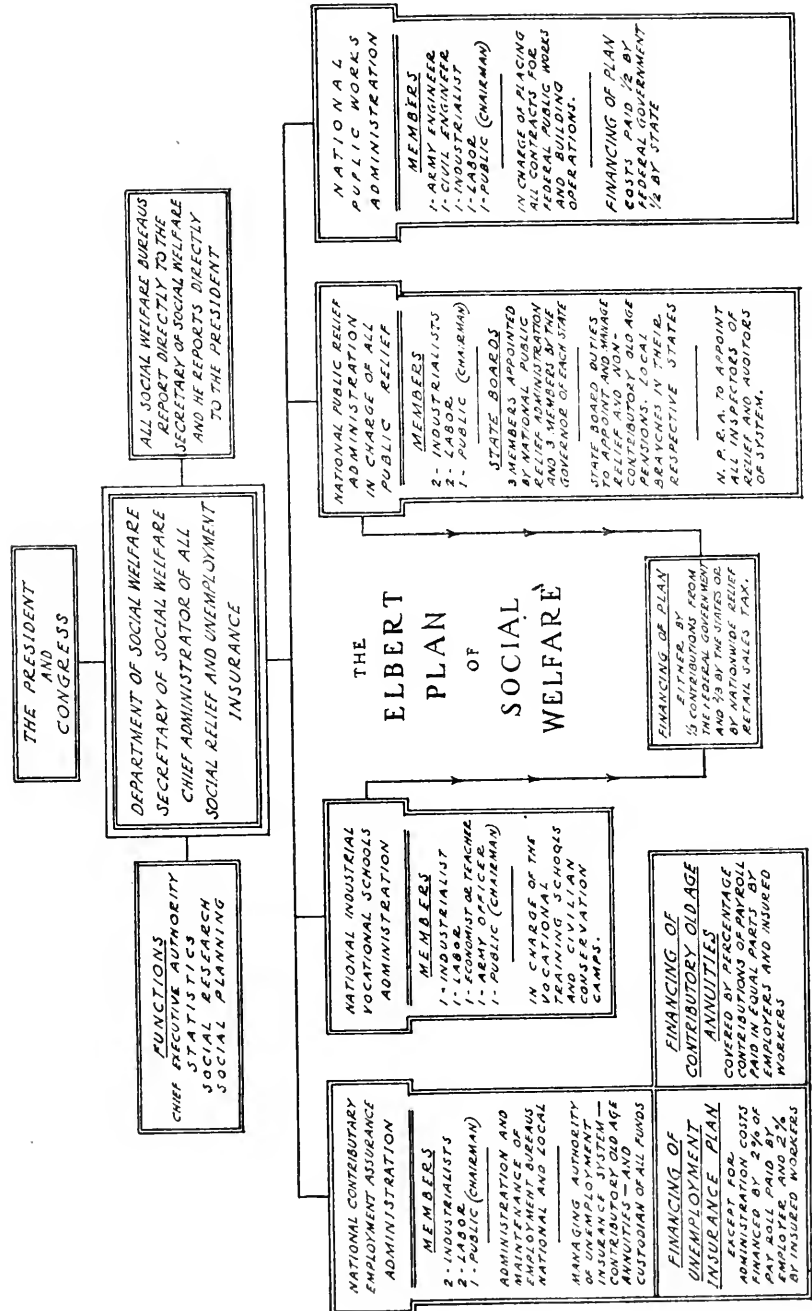 THE PRESIDENT
AND
CONGRESS
FUNCTIONS
CHIEF EXECUTIVE AUTHORITY
STATISTICS
SOCIAL RESEARCH
SOCIAL PLANNING
DEPARTMENT OF SOCIAL WELFARE
SECRETARY OF SOCIAL WELFARE
CHIEF ADMINISTRATOR OF ALL
SOCIAL RELIEF AND UNEMPLOYMENT
INSURANCE
ALL SOCIAL WELFARE BUREAUS
REPORT DIRECTLY TO THE
SECRETARY OF SOCIAL WELFARE
AND HE REPORTS DIRECTLY
TO THE PRESIDENT
NATIONAL CONTRIBUTARY
EMPLOYMENT ASSURANCE
ADMINISTRATION
MEMBERS
2 - INDUSTRIALISTS
2 - LABOR
1 - PUBLIC (CHAIRMAN)
ADMINISTRATION AND
MAINTENANCE OF
EMPLOYMENT BUREAUS
NATIONAL AND LOCAL
MANAGING AUTHORITY
OF UNEMPLOYMENT
INSURANCE SYSTEM—
CONTRIBUTORY OLD AGE
ANNUITIES—AND
CUSTODIAN OF ALL FUNDS
FINANCING OF
UNEMPLOYMENT
INSURANCE PLAN
EXCEPT FOR
ADMINISTRATION COSTS
FINANCED BY 2% OF
PAY ROLL PAID BY
EMPLOYER AND 2%
BY INSURED WORKERS
FINANCING OF
CONTRIBUTORY OLD AGE
ANNUITIES
COVERED BY PERCENTAGE
CONTRIBUTIONS OF PAYROLL
PAID IN EQUAL PARTS BY
EMPLOYERS AND INSURED
WORKERS
NATIONAL INDUSTRIAL
VOCATIONAL SCHOOLS
ADMINISTRATION
MEMBERS
1 - INDUSTRIALIST
1 - LABOR
1 - ECONOMIST OR TEACHER
1 - ARMY OFFICER
1 - PUBLIC (CHAIRMAN)
IN CHARGE OF THE
VOCATIONAL
TRAINING SCHOOLS
AND CIVILIAN
CONSERVATION
CAMPS.
THE
ELBERT
PLAN
OF
SOCIAL
WELFARE
FINANCING OF PLAN
EITHER BY
1/3 CONTRIBUTIONS FROM
THE FEDERAL GOVERNMENT
AND 2/3 BY THE STATES OR
BY NATIONWIDE RELIEF
RETAIL SALES TAX.
NATIONAL PUBLIC RELIEF
ADMINISTRATION
IN CHARGE OF ALL
PUBLIC RELIEF
MEMBERS
2 - INDUSTRIALISTS
2 - LABOR
1 - PUBLIC (CHAIRMAN)
STATE BOARDS
3 MEMBERS APPOINTED
BY NATIONAL PUBLIC
RELIEF ADMINISTRATION
AND 3 MEMBERS BY THE
GOVERNOR OF EACH STATE
STATE BOARD DUTIES
TO APPOINT AND MANAGE
RELIEF AND NON-
CONTRIBUTORY OLD AGE
PENSIONS. LOCAL
BRANCHES IN THEIR
RESPECTIVE STATES
N. P. R. A. TO APPOINT
ALL INSPECTORS OF
RELIEF AND AUDITORS
OF SYSTEM.
NATIONAL
PUPLIC WORKS
ADMINISTRATION
MEMBERS
1 - ARMY ENGINEER
1 - CIVIL ENGINEER
1 - INDUSTRIALIST
1 - LABOR
1 - PUBLIC (CHAIRMAN)
IN CHARGE OF PLACING
ALL CONTRACTS FOR
FEDERAL PUBLIC WORKS
AND BUILDING
OPERATIONS.
FINANCING OF PLAN
COSTS PAID 1/2 BY
FEDERAL GOVERNMENT
1/2 BY STATE